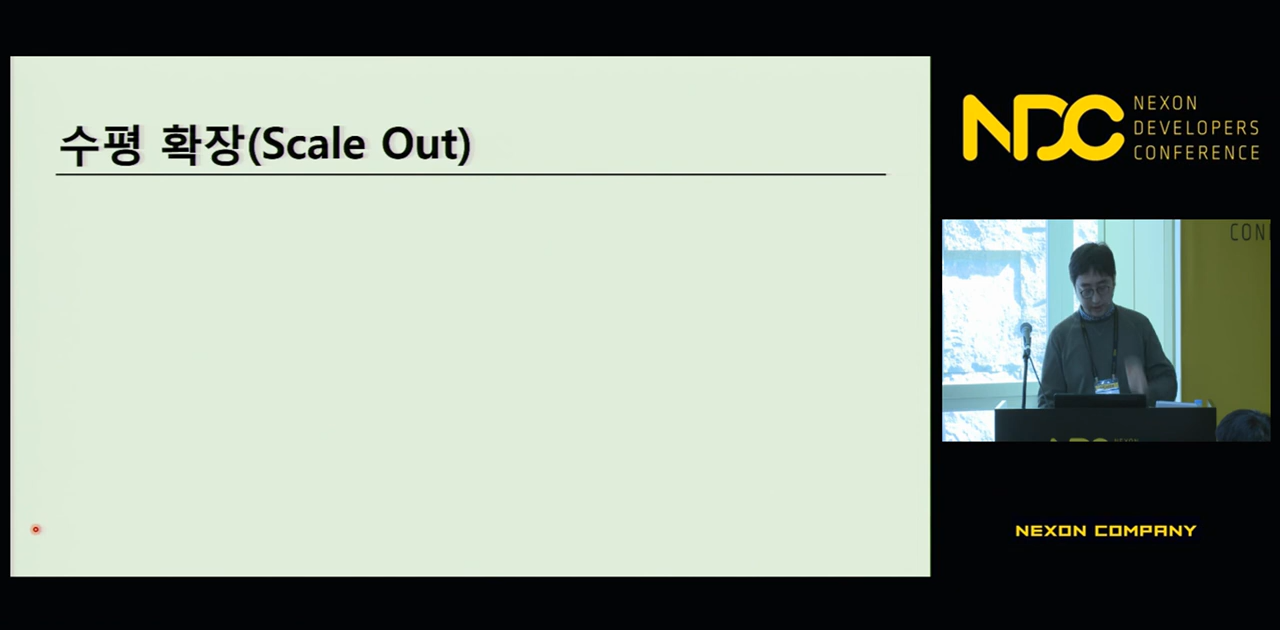 수평 확장(Scale Out)
NDC
NEXON
DEVELOPERS
CONFERENCE
CON
NEXON COMPANY